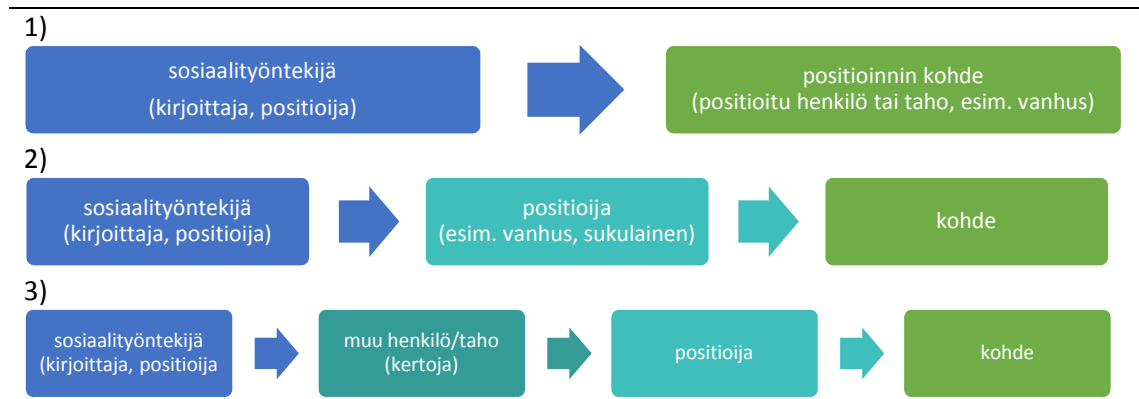 1)
sosiaalityöntekijä
(kirjoittaja, positioija)
positioinnin kohde
(positioitu henkilö tai taho, esim. vanhus)
2)
sosiaalityöntekijä
(kirjoittaja, positioija)
positioija
(esim. vanhus, sukulainen)
kohde
3)
sosiaalityöntekijä
(kirjoittaja, positioija
muu henkilö/taho
(kertoja)
positioija
kohde